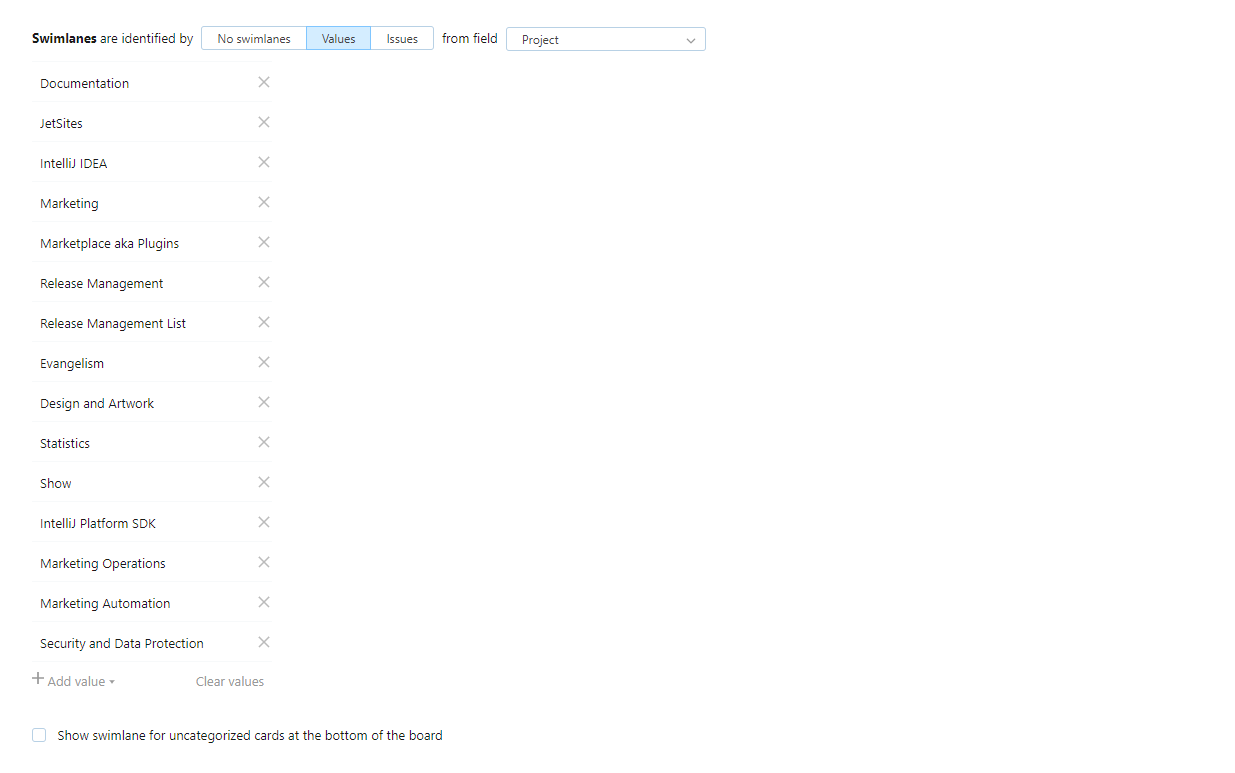 Swimlanes are identified by No swimlanes Values Issues from field Project
Documentation
JetSites
IntelliJ IDEA
Marketing
Marketplace aka Plugins
Release Management
Release Management List
Evangelism
Design and Artwork
Statistics
Show
IntelliJ Platform SDK
Marketing Operations
Marketing Automation
Security and Data Protection
Add value Clear values
Show swimlane for uncategorized cards at the bottom of the board